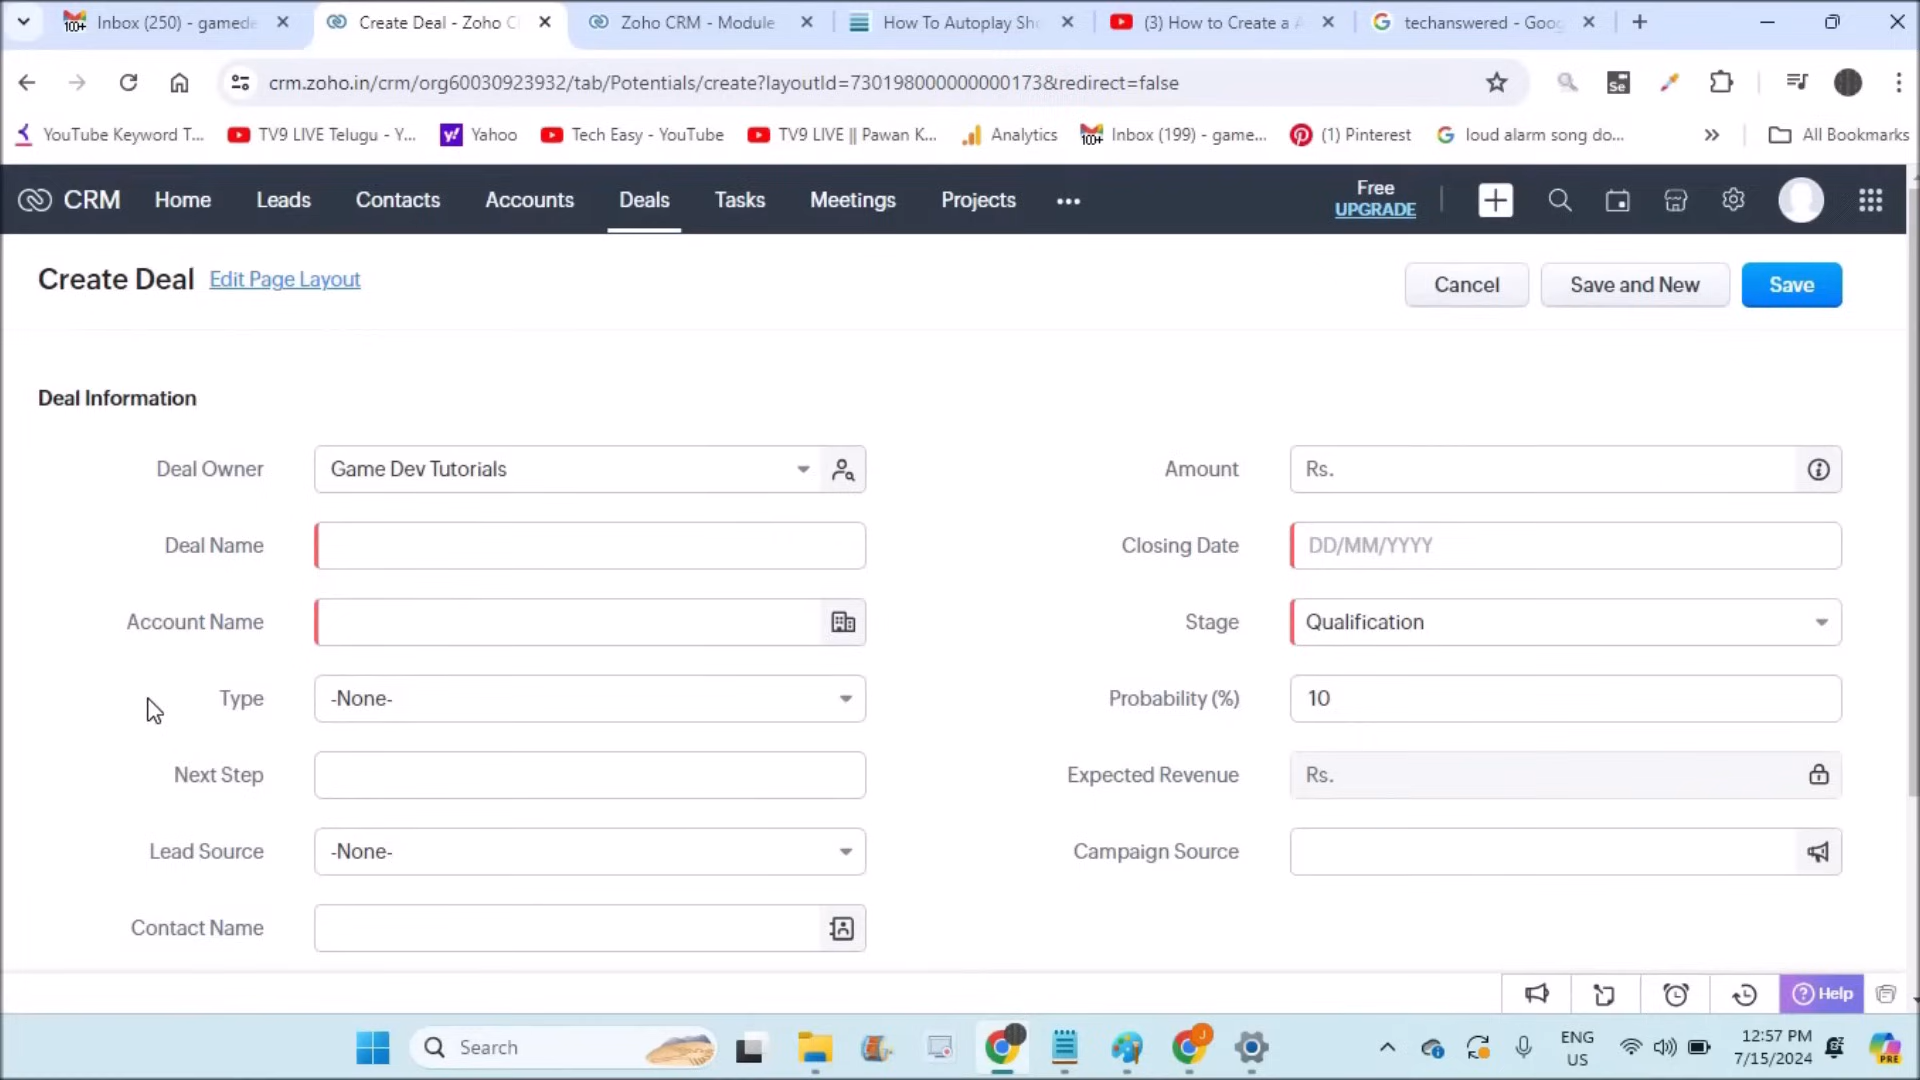 Inbox (250) - gamede
Create Deal - Zoho C
Zoho CRM - Module
How To Autoplay Sho
(3) How to Create a A
techanswered - Goog
crm.zoho.in/crm/org60030923932/tab/Potentials/create?layoutId=730198000000000173&redirect=false
Se
YouTube Keyword T...
TV9 LIVE Telugu - Y...
Yahoo
Tech Easy - YouTube
TV9 LIVE || Pawan K...
Analytics
Inbox (199) - game...
(1) Pinterest
loud alarm song do...
All Bookmarks
CRM
Home
Leads
Contacts
Accounts
Deals
Tasks
Meetings
Projects
Free
UPGRADE
Create Deal
Edit Page Layout
Cancel
Save and New
Save
Deal Information
Deal Owner
Game Dev Tutorials
Amount
Rs.
Deal Name
Closing Date
DD/MM/YYYY
Account Name
Stage
Qualification
Type
-None-
Probability (%)
10
Next Step
Expected Revenue
Rs.
Lead Source
-None-
Campaign Source
Contact Name
Help
Search
ENG
US
12:57 PM
7/15/2024